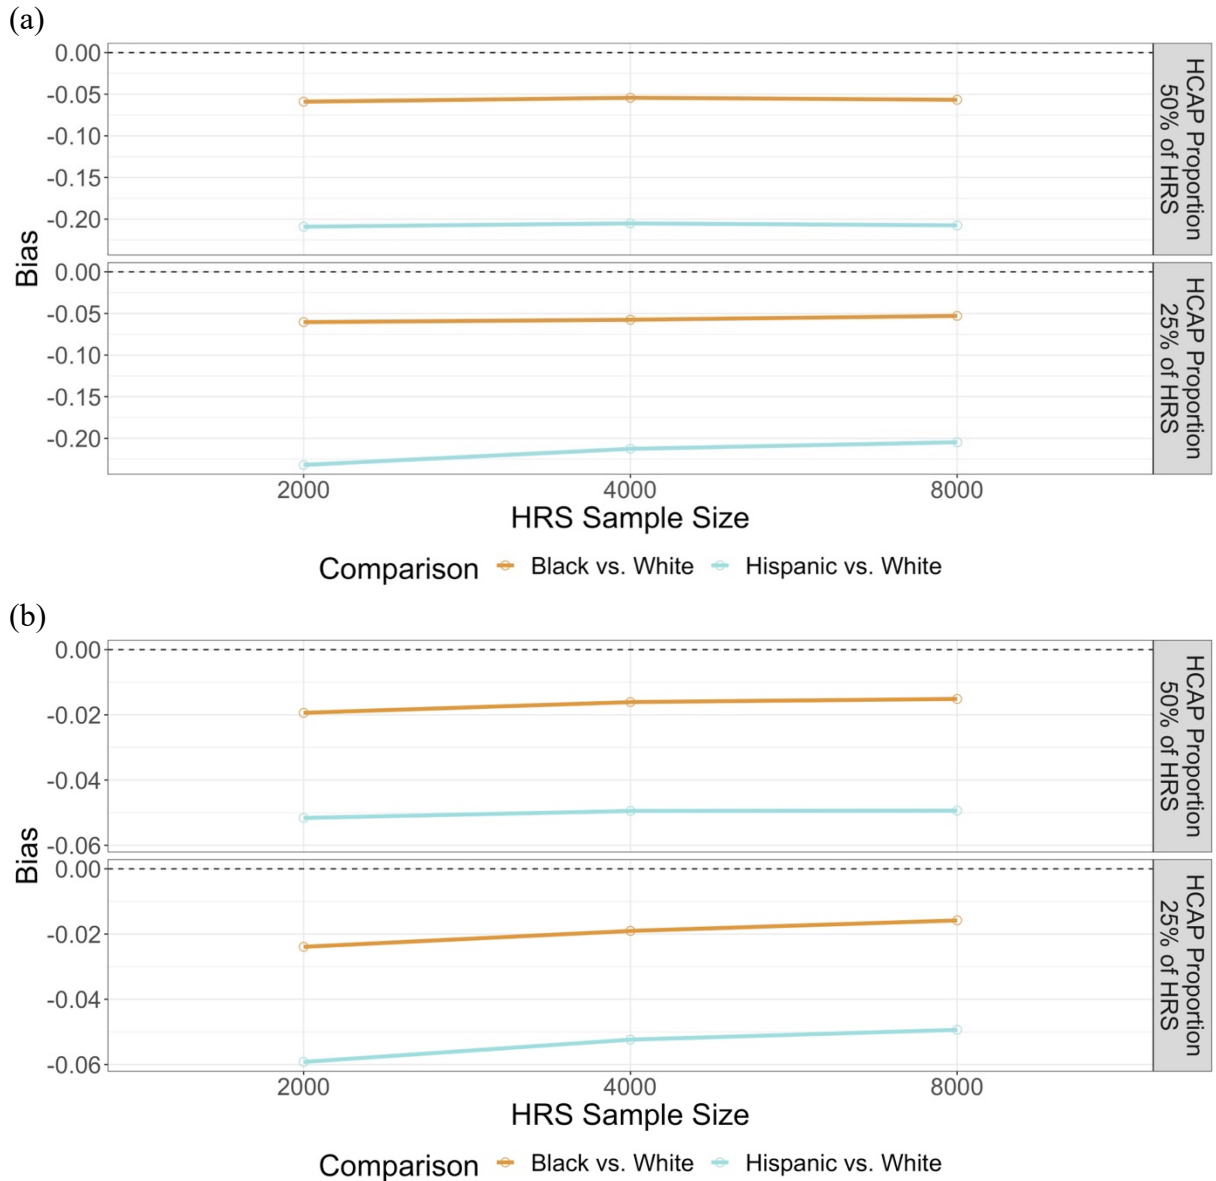 (a)
0.00
-0.05
-0.10
-0.15
-0.20
HCAP Proportion
50% of HRS
Bias
0.00
-0.05
-0.10
-0.15
-0.20
HCAP Proportion
25% of HRS
2000 4000 8000
HRS Sample Size
Comparison Black vs. White Hispanic vs. White
(b)
0.00
-0.02
-0.04
-0.06
HCAP Proportion
50% of HRS
Bias
0.00
-0.02
-0.04
-0.06
HCAP Proportion
25% of HRS
2000 4000 8000
HRS Sample Size
Comparison Black vs. White Hispanic vs. White